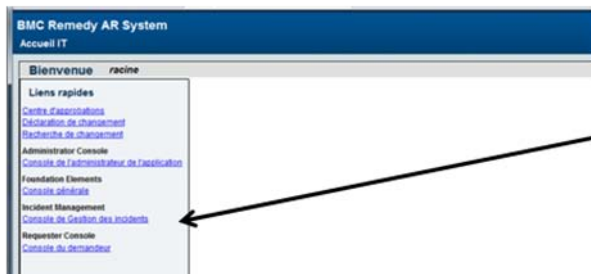 BMC Remedy AR System
Accueil IT
Bienvenue racine
Liens rapides
Centre d'approbations
Déclaration de changement
Recherche de changement
Administrator Console
Console de l'administrateur de l'application
Foundation Elements
Console générale
Incident Management
Console de Gestion des incidents
Requester Console
Console du demandeur